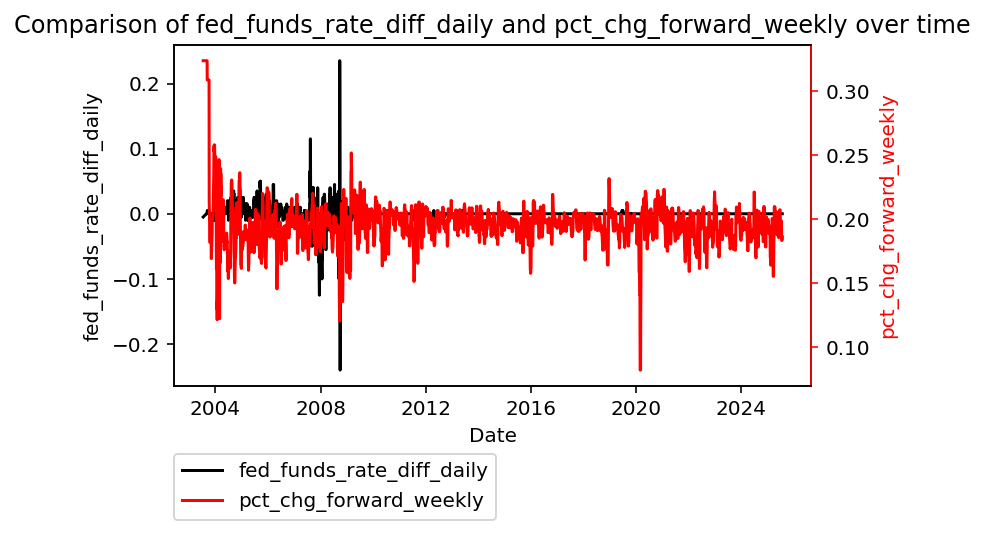 Comparison of fed_funds_rate_diff_daily and pct_chg_forward_weekly over time
fed_funds_rate_diff_daily
0.2
0.1
0.0
−0.1
−0.2
0.30
0.25
0.20
0.15
0.10
pct_chg_forward_weekly
2004 2008 2012 2016 2020 2024
Date
fed_funds_rate_diff_daily
pct_chg_forward_weekly